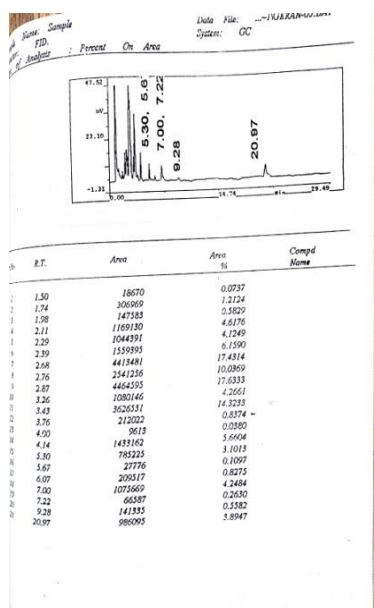 Name: Sample Data File: ...~
FID. System: GC
of Analysis : Percent On Area
47.52
mV
23.10
-1.31
0.00 14.74 29.49
5.30, 5.6
7.00, 7.22
9.28
20.97
R.T. Area Area % Compd Name
1.50 18670 0.0737
1.74 306969 1.2124
1.98 147583 0.5829
2.11 1169130 4.6176
2.29 1044391 4.1249
2.39 1559395 6.1590
2.68 4413481 17.4314
2.76 2541256 10.0369
2.87 4464595 17.6333
3.26 1080146 4.2661
3.43 3626531 14.3233
3.76 212022 0.8374 ~
4.00 9613 0.0380
4.14 1433162 5.6604
5.30 785225 3.1013
5.67 27776 0.1097
6.07 209517 0.8275
7.00 1075669 4.2484
7.22 66587 0.2630
9.28 141335 0.5582
20.97 986095 3.8947